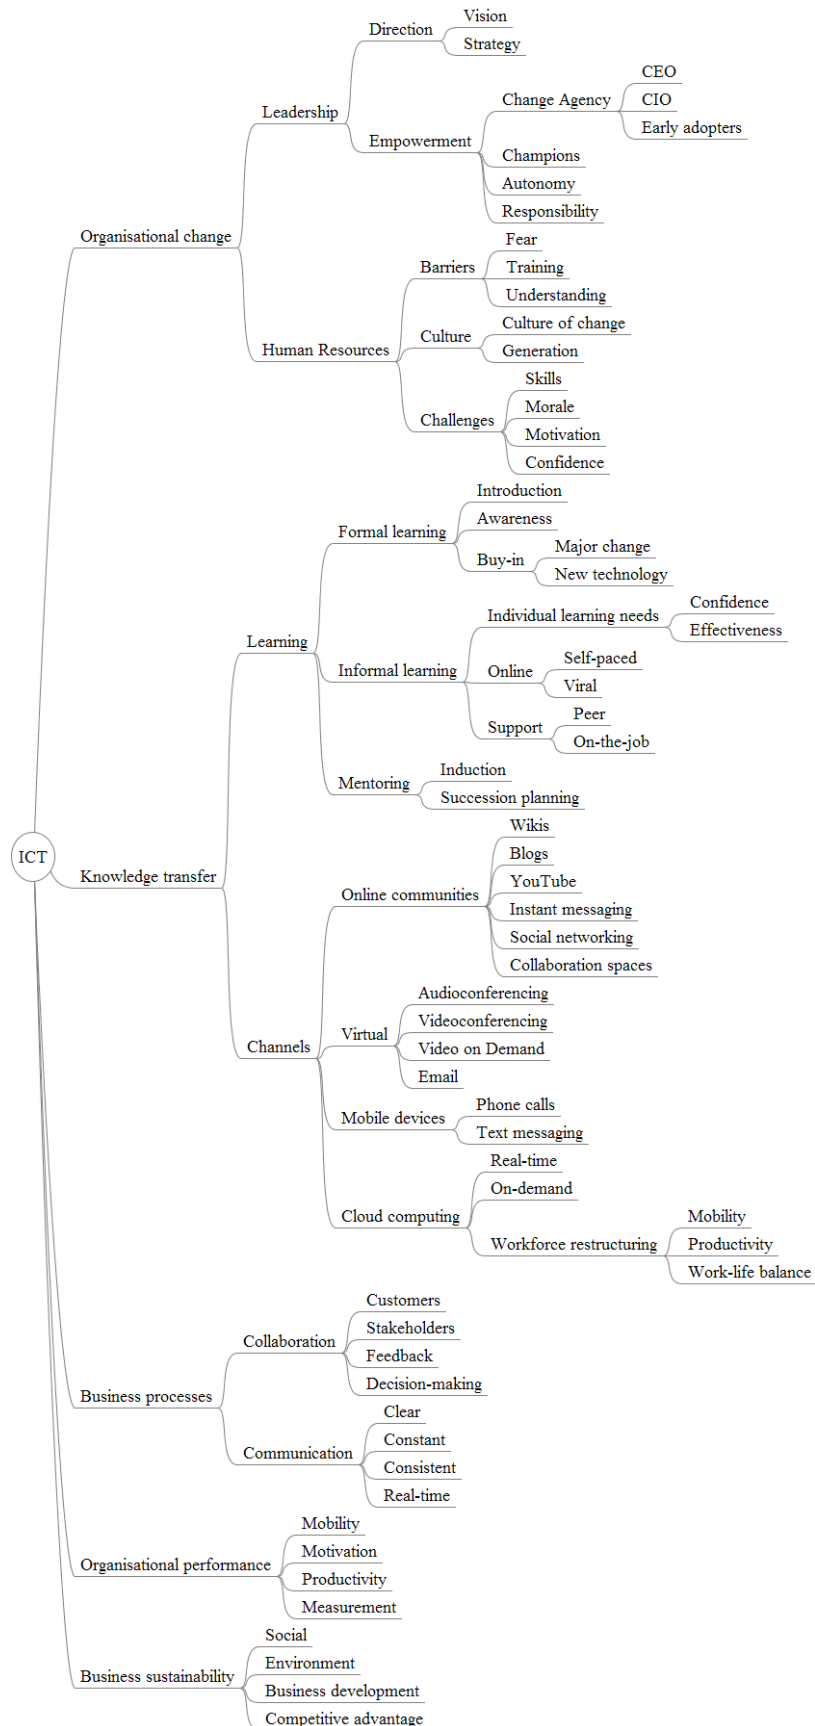 Vision
Direction
Strategy
CEO
Change Agency
CIO
Leadership
Early adopters
Empowerment
Champions
Autonomy
Responsibility
Organisational change
Fear
Barriers
Training
Understanding
Culture of change
Culture
Human Resources
Generation
Skills
Morale
Challenges
Motivation
Confidence
Introduction
Awareness
Formal learning
Major change
Buy-in
New technology
Confidence
Individual learning needs
Effectiveness
Learning
Self-paced
Informal learning
Online
Viral
Peer
Support
On-the-job
Induction
Mentoring
Succession planning
Wikis
Blogs
ICT
Knowledge transfer
YouTube
Online communities
Instant messaging
Social networking
Collaboration spaces
Audioconferencing
Videoconferencing
Virtual
Channels
Video on Demand
Email
Phone calls
Mobile devices
Text messaging
Real-time
On-demand
Cloud computing
Mobility
Workforce restructuring
Productivity
Work-life balance
Customers
Stakeholders
Collaboration
Feedback
Decision-making
Business processes
Clear
Constant
Communication
Consistent
Real-time
Mobility
Motivation
Organisational performance
Productivity
Measurement
Social
Environment
Business sustainability
Business development
Competitive advantage